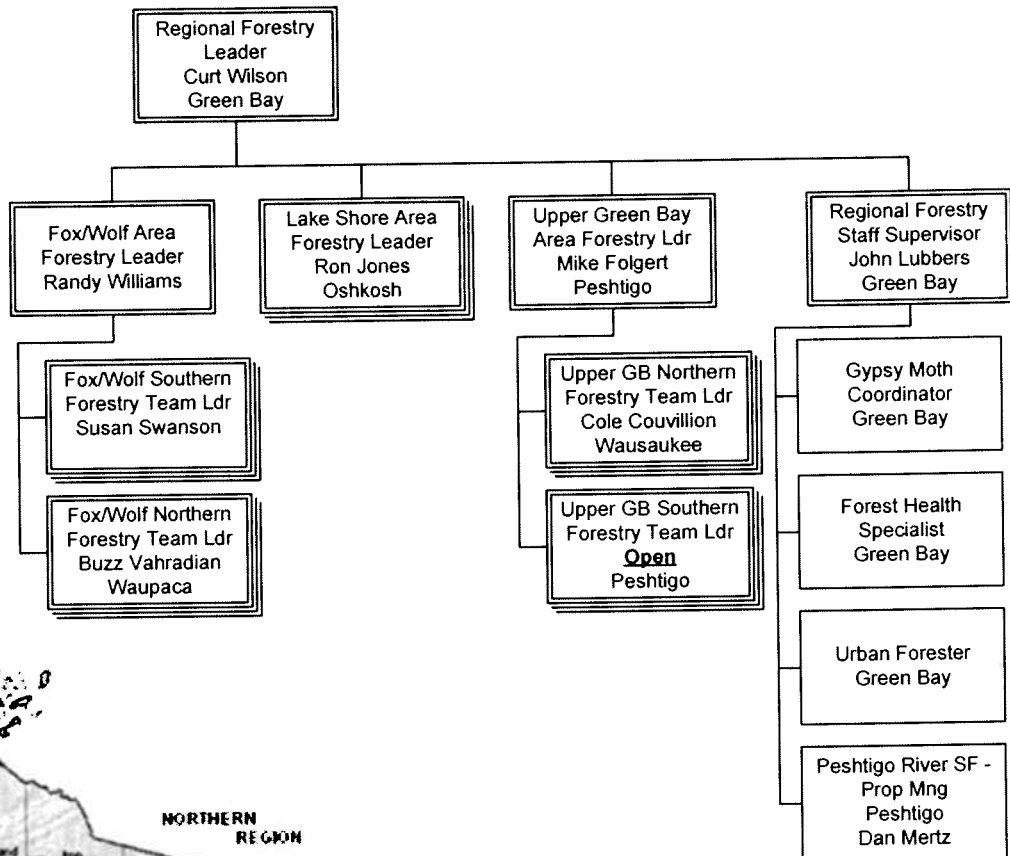 Regional Forestry
Leader
Curt Wilson
Green Bay
Fox/Wolf Area
Forestry Leader
Randy Williams
Lake Shore Area
Forestry Leader
Ron Jones
Oshkosh
Upper Green Bay
Area Forestry Ldr
Mike Folgert
Peshtigo
Regional Forestry
Staff Supervisor
John Lubbers
Green Bay
Fox/Wolf Southern
Forestry Team Ldr
Susan Swanson
Fox/Wolf Northern
Forestry Team Ldr
Buzz Vahradian
Waupaca
Upper GB Northern
Forestry Team Ldr
Cole Couvillion
Wausaukee
Upper GB Southern
Forestry Team Ldr
Open
Peshtigo
Gypsy Moth
Coordinator
Green Bay
Forest Health
Specialist
Green Bay
Urban Forester
Green Bay
Peshtigo River SF -
Prop Mng
Peshtigo
Dan Mertz
NORTHERN
REGION